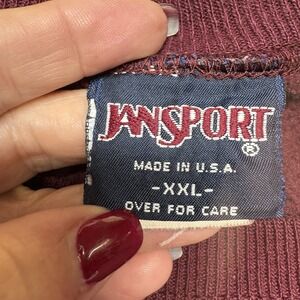 JANSPORT®
MADE IN U.S.A.
-XXL-
OVER FOR CARE